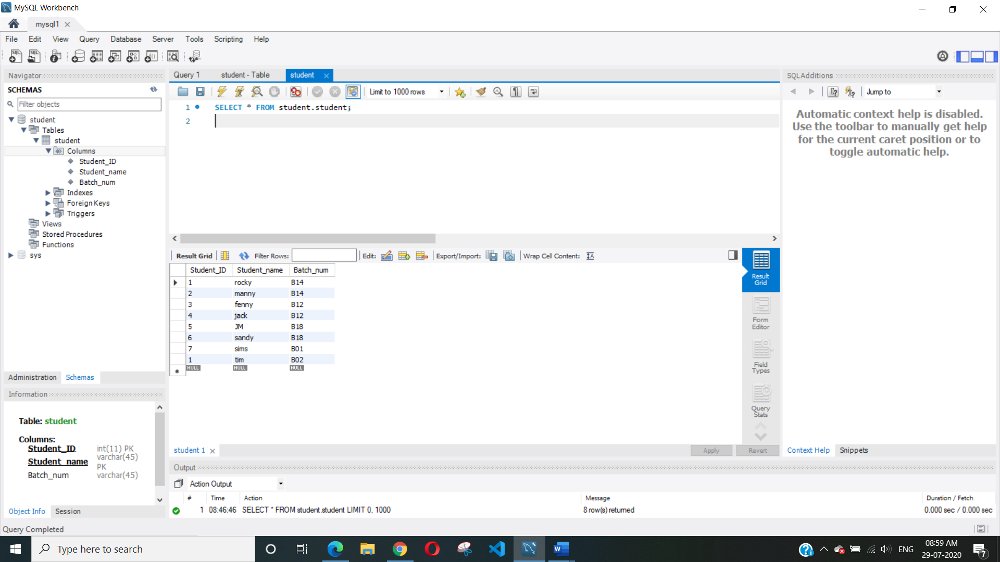 MySQL Workbench
mysql1
File Edit View Query Database Server Tools Scripting Help
Navigator
SCHEMAS
Filter objects
student
Tables
student
Columns
Student_ID
Student_name
Batch_num
Indexes
Foreign Keys
Triggers
Views
Stored Procedures
Functions
sys
Administration Schemas
Information
Table: student
Columns:
Student_ID int(11) PK
Student_name varchar(45) PK
Batch_num varchar(45)
Object Info Session
Query 1 student - Table student
Limit to 1000 rows
1 SELECT * FROM student.student;
2
Result Grid Filter Rows: Edit: Export/Import: Wrap Cell Content:
Student_ID Student_name Batch_num
1 rocky B14
2 manny B14
3 fenny B12
4 jack B12
5 JM B18
6 sandy B18
7 sims B01
1 tim B02
NULL NULL NULL
Result Grid
Form Editor
Field Types
Query Stats
student 1 Apply Revert
SQLAdditions
Jump to
Automatic context help is disabled.
Use the toolbar to manually get help
for the current caret position or to
toggle automatic help.
Context Help Snippets
Output
Action Output
# Time Action Message Duration / Fetch
1 08:46:46 SELECT * FROM student.student LIMIT 0, 1000 8 row(s) returned 0.000 sec / 0.000 sec
Query Completed
Type here to search
ENG
08:59 AM
29-07-2020
7